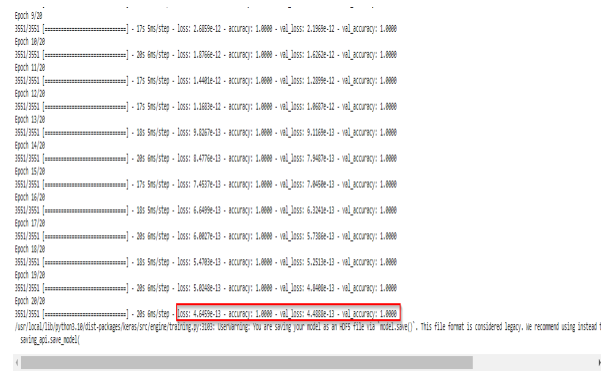 Epoch 9/20
3551/3551 [==============================] - 17s 5ms/step - loss: 2.6859e-12 - accuracy: 1.0000 - val_loss: 2.1969e-12 - val_accuracy: 1.0000
Epoch 10/20
3551/3551 [==============================] - 20s 6ms/step - loss: 1.8766e-12 - accuracy: 1.0000 - val_loss: 1.6262e-12 - val_accuracy: 1.0000
Epoch 11/20
3551/3551 [==============================] - 17s 5ms/step - loss: 1.4401e-12 - accuracy: 1.0000 - val_loss: 1.2899e-12 - val_accuracy: 1.0000
Epoch 12/20
3551/3551 [==============================] - 17s 5ms/step - loss: 1.1683e-12 - accuracy: 1.0000 - val_loss: 1.0687e-12 - val_accuracy: 1.0000
Epoch 13/20
3551/3551 [==============================] - 18s 5ms/step - loss: 9.8267e-13 - accuracy: 1.0000 - val_loss: 9.1169e-13 - val_accuracy: 1.0000
Epoch 14/20
3551/3551 [==============================] - 20s 6ms/step - loss: 8.4776e-13 - accuracy: 1.0000 - val_loss: 7.9487e-13 - val_accuracy: 1.0000
Epoch 15/20
3551/3551 [==============================] - 17s 5ms/step - loss: 7.4537e-13 - accuracy: 1.0000 - val_loss: 7.0450e-13 - val_accuracy: 1.0000
Epoch 16/20
3551/3551 [==============================] - 18s 5ms/step - loss: 6.6499e-13 - accuracy: 1.0000 - val_loss: 6.3241e-13 - val_accuracy: 1.0000
Epoch 17/20
3551/3551 [==============================] - 20s 6ms/step - loss: 6.0027e-13 - accuracy: 1.0000 - val_loss: 5.7386e-13 - val_accuracy: 1.0000
Epoch 18/20
3551/3551 [==============================] - 18s 5ms/step - loss: 5.4703e-13 - accuracy: 1.0000 - val_loss: 5.2513e-13 - val_accuracy: 1.0000
Epoch 19/20
3551/3551 [==============================] - 20s 6ms/step - loss: 5.0248e-13 - accuracy: 1.0000 - val_loss: 4.8408e-13 - val_accuracy: 1.0000
Epoch 20/20
3551/3551 [==============================] - 20s 6ms/step - loss: 4.6459e-13 - accuracy: 1.0000 - val_loss: 4.4888e-13 - val_accuracy: 1.0000
/usr/local/lib/python3.10/dist-packages/keras/src/engine/training.py:3103: UserWarning: You are saving your model as an HDF5 file via `model.save()`. This file format is considered legacy. We recommend using instead t
saving_api.save_model(